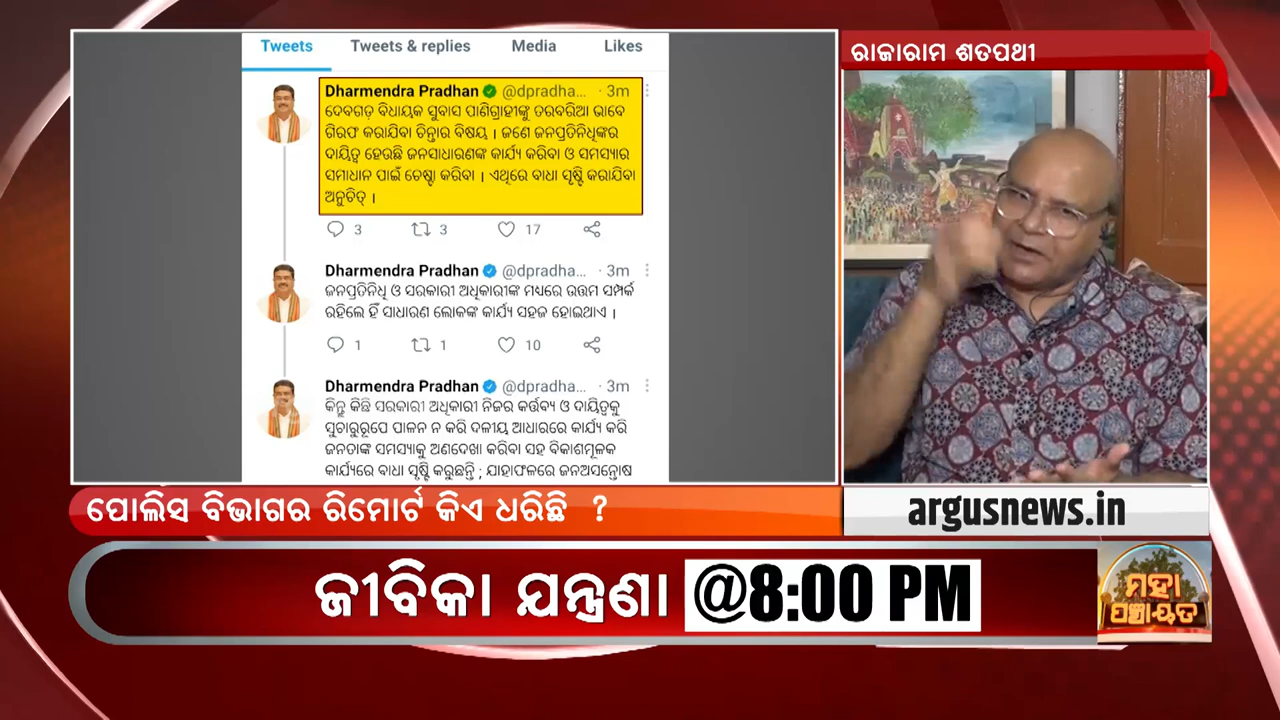 Tweets Tweets & replies Media Likes
Dharmendra Pradhan @dpradha... · 3m
ଦେବଗଡ଼ ବିଧାୟକ ସୁବାସ ପାଣିଗ୍ରାହୀଙ୍କୁ ତରବରିଆ ଭାବେ
ଗିରଫ କରାଯିବା ଚିନ୍ତାର ବିଷୟ । ଜଣେ ଜନପ୍ରତିନିଧିଙ୍କର
ଦାୟିତ୍ୱ ହେଉଛି ଜନସାଧାରଣଙ୍କ କାର୍ଯ୍ୟ କରିବା ଓ ସମସ୍ୟାର
ସମାଧାନ ପାଇଁ ଚେଷ୍ଟା କରିବା । ଏଥିରେ ବାଧା ସୃଷ୍ଟି କରାଯିବା
ଅନୁଚିତ୍ ।
3 3 17
Dharmendra Pradhan @dpradha... · 3m
ଜନପ୍ରତିନିଧି ଓ ସରକାରୀ ଅଧିକାରୀଙ୍କ ମଧ୍ୟରେ ଉତ୍ତମ ସମ୍ପର୍କ
ରହିଲେ ହିଁ ସାଧାରଣ ଲୋକଙ୍କ କାର୍ଯ୍ୟ ସହଜ ହୋଇଥାଏ ।
1 1 10
Dharmendra Pradhan @dpradha... · 3m
କିନ୍ତୁ କିଛି ସରକାରୀ ଅଧିକାରୀ ନିଜର କର୍ତ୍ତବ୍ୟ ଓ ଦାୟିତ୍ୱକୁ
ସୁଚାରୁରୂପେ ପାଳନ ନ କରି ଦଳୀୟ ଆଧାରରେ କାର୍ଯ୍ୟ କରି
ଜନତାଙ୍କ ସମସ୍ୟାକୁ ଅଣଦେଖା କରିବା ସହ ବିକାଶମୂଳକ
କାର୍ଯ୍ୟରେ ବାଧା ସୃଷ୍ଟି କରୁଛନ୍ତି ; ଯାହାଫଳରେ ଜନଅସନ୍ତୋଷ
ରାଜାରାମ ଶତପଥୀ
ପୋଲିସ ବିଭାଗର ରିମୋର୍ଟ କିଏ ଧରିଛି ?
argusnews.in
ଜୀବିକା ଯନ୍ତ୍ରଣା @8:00 PM
ମହା
ପଞ୍ଚାୟତ